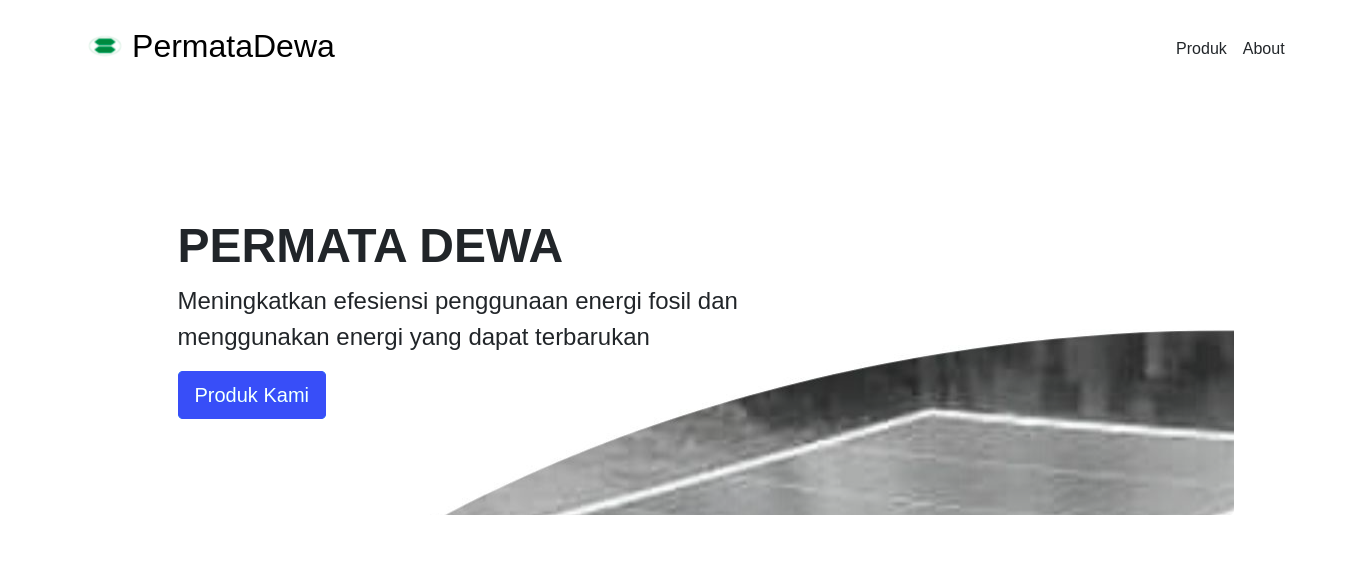 PermataDewa
Produk
About
PERMATA DEWA
Meningkatkan efesiensi penggunaan energi fosil dan
menggunakan energi yang dapat terbarukan
Produk Kami